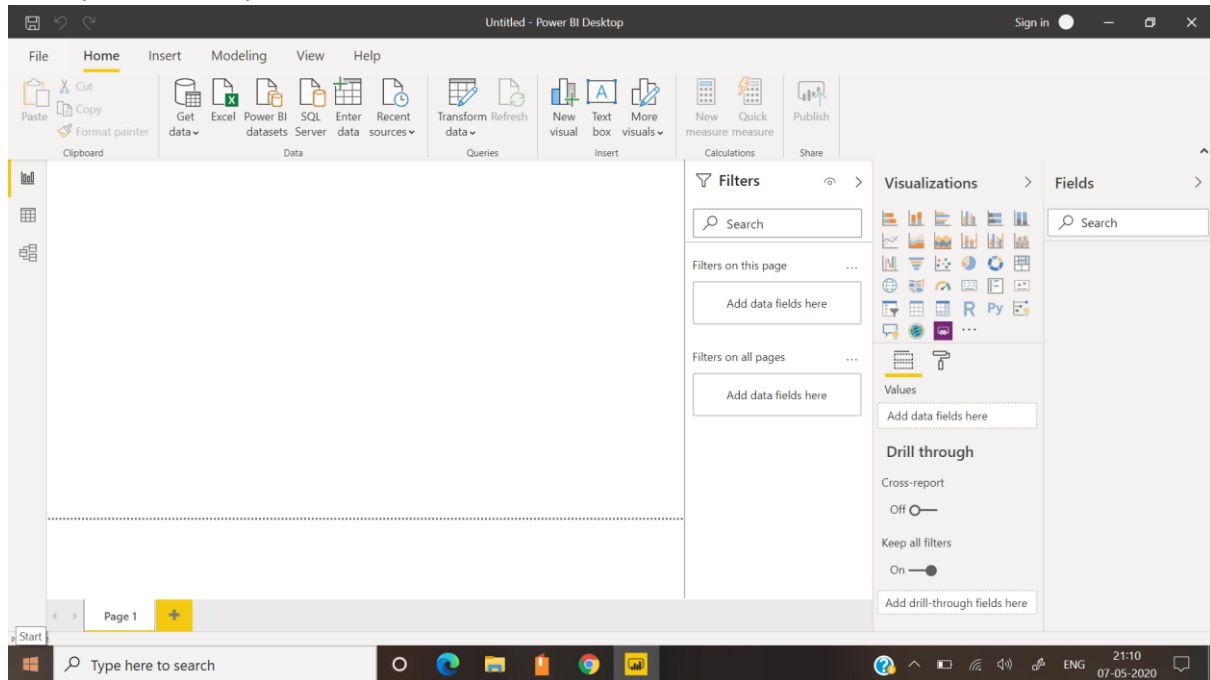 Untitled - Power BI Desktop
Sign in
File Home Insert Modeling View Help
Paste
Cut
Copy
Format painter
Clipboard
Get data
Excel
Power BI datasets
SQL Server
Enter data
Recent sources
Data
Transform data
Refresh
Queries
New visual
Text box
More visuals
Insert
New measure
Quick measure
Calculations
Publish
Share
Filters
Search
Filters on this page ...
Add data fields here
Filters on all pages ...
Add data fields here
Visualizations
123
R Py
...
Values
Add data fields here
Drill through
Cross-report
Off
Keep all filters
On
Add drill-through fields here
Fields
Search
Page 1
Start
Type here to search
ENG
21:10
07-05-2020